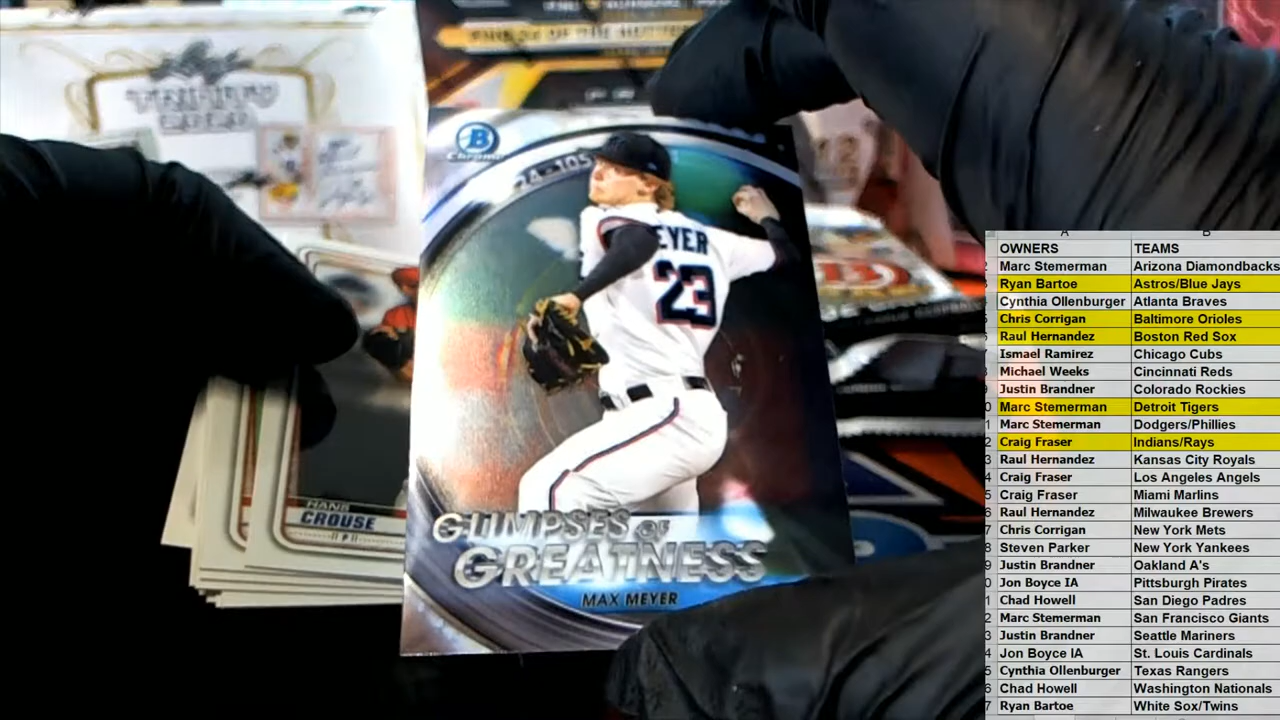 B
Chrome
EYER
23
GLIMPSES OF
GREATNESS
MAX MEYER
HANS
CROUSE
A B
OWNERS TEAMS
Marc Stemerman Arizona Diamondbacks
Ryan Bartoe Astros/Blue Jays
Cynthia Ollenburger Atlanta Braves
Chris Corrigan Baltimore Orioles
Raul Hernandez Boston Red Sox
Ismael Ramirez Chicago Cubs
Michael Weeks Cincinnati Reds
Justin Brandner Colorado Rockies
Marc Stemerman Detroit Tigers
Marc Stemerman Dodgers/Phillies
Craig Fraser Indians/Rays
Raul Hernandez Kansas City Royals
Craig Fraser Los Angeles Angels
Craig Fraser Miami Marlins
Raul Hernandez Milwaukee Brewers
Chris Corrigan New York Mets
Steven Parker New York Yankees
Justin Brandner Oakland A's
Jon Boyce IA Pittsburgh Pirates
Chad Howell San Diego Padres
Marc Stemerman San Francisco Giants
Justin Brandner Seattle Mariners
Jon Boyce IA St. Louis Cardinals
Cynthia Ollenburger Texas Rangers
Chad Howell Washington Nationals
Ryan Bartoe White Sox/Twins